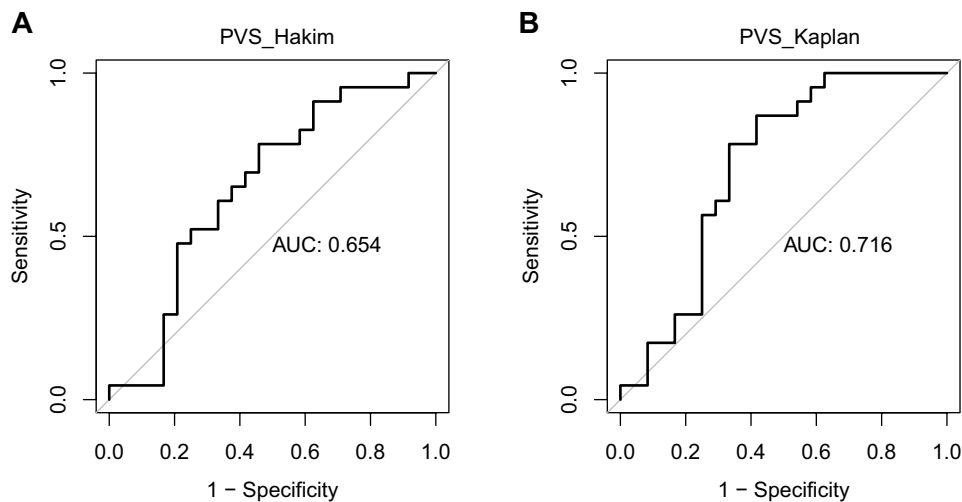 A
PVS_Hakim
Sensitivity
1.0
0.5
0.0
AUC: 0.654
0.0 0.2 0.4 0.6 0.8 1.0
1 − Specificity
B
PVS_Kaplan
Sensitivity
1.0
0.5
0.0
AUC: 0.716
0.0 0.2 0.4 0.6 0.8 1.0
1 − Specificity